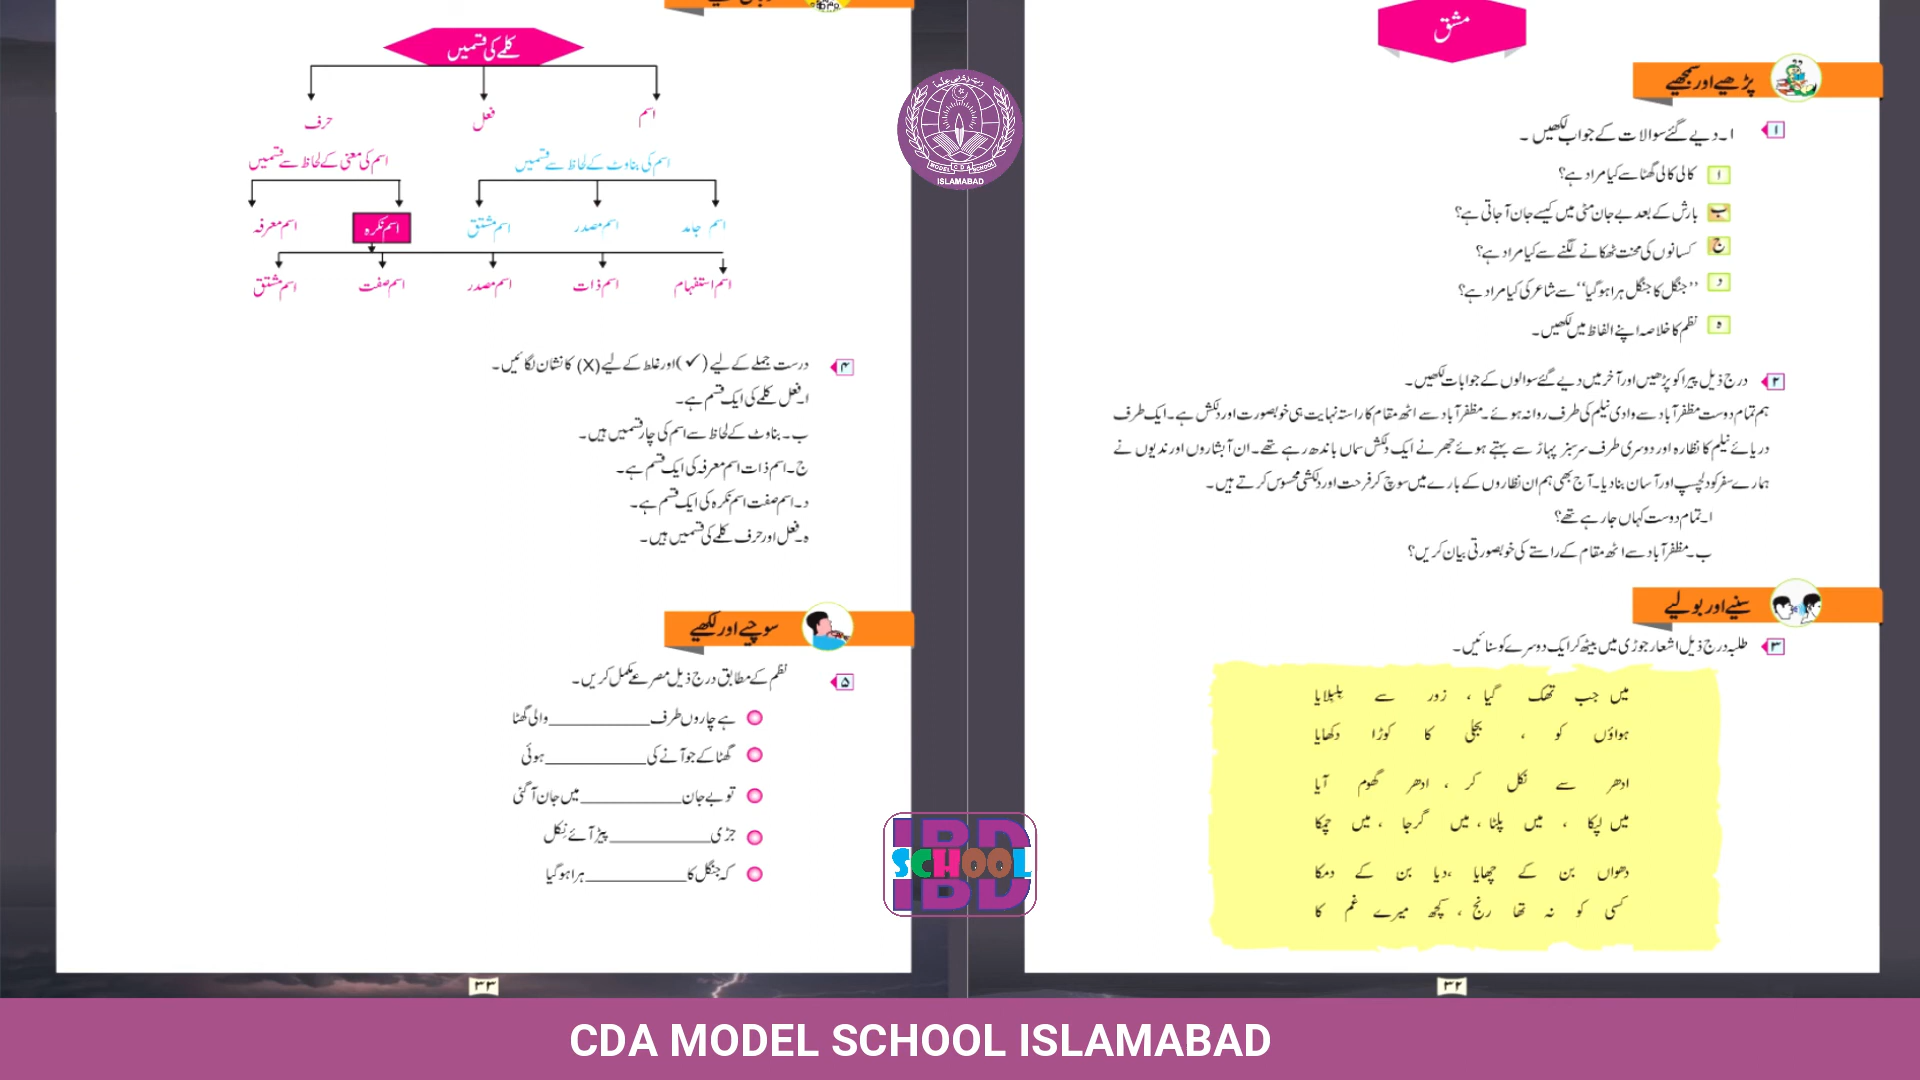 مشق
پڑھیے اور سمجھیے
۱
۱۔ دیے گئے سوالات کے جواب لکھیں ۔
ا کالی کالی گھٹا سے کیا مراد ہے؟
ب بارش کے بعد بے جان مٹی میں کیسے جان آ جاتی ہے؟
ج کسانوں کی محنت ٹھکانے لگنے سے کیا مراد ہے؟
د ’’جنگل کا جنگل ہرا ہو گیا‘‘ سے شاعر کی کیا مراد ہے؟
ہ نظم کا خلاصہ اپنے الفاظ میں لکھیں۔
۲ درج ذیل پیرا کو پڑھیں اور آخر میں دیے گئے سوالوں کے جوابات لکھیں۔
ہم تمام دوست مظفر آباد سے وادی نیلم کی طرف روانہ ہوئے۔ مظفر آباد سے اٹھ مقام کا راستہ نہایت ہی خوبصورت اور دلکش ہے۔ ایک طرف
دریائے نیلم کا نظارہ اور دوسری طرف سرسبز پہاڑ سے بہتے ہوئے جھرنے ایک دلکش سماں باندھ رہے تھے۔ ان آبشاروں اور ندیوں نے
ہمارے سفر کو دلچسپ اور آسان بنا دیا۔ آج بھی ہم ان نظاروں کے بارے میں سوچ کر فرحت اور دلکشی محسوس کرتے ہیں۔
ا۔ تمام دوست کہاں جا رہے تھے؟
ب۔ مظفر آباد سے اٹھ مقام کے راستے کی خوبصورتی بیان کریں؟
سنیے اور بولیے
۳ طلبہ درج ذیل اشعار جوڑی میں بیٹھ کر ایک دوسرے کو سنائیں۔
میں جب تھک گیا ، زور سے بلبلایا
ہواؤں کو ، بجلی کا کوڑا دکھایا
ادھر سے نکل کر ، ادھر گھوم آیا
میں لپکا ، میں پلٹا ، میں گرجا ، میں چمکا
دھواں بن کے چھایا ،دیا بن کے دمکا
کسی کو نہ تھا رنج ، کچھ میرے غم کا
۳۲
کلمے کی قسمیں
اسم فعل حرف
اسم کی بناوٹ کے لحاظ سے قسمیں اسم کی معنی کے لحاظ سے قسمیں
اسم جامد اسم مصدر اسم مشتق اسم نکرہ اسم معرفہ
اسم استفہام اسم ذات اسم مصدر اسم صفت اسم مشتق
۴ درست جملے کے لیے (✓) اور غلط کے لیے (X) کا نشان لگائیں۔
ا۔ فعل کلمے کی ایک قسم ہے۔
ب۔ بناوٹ کے لحاظ سے اسم کی چار قسمیں ہیں۔
ج۔ اسم ذات اسم معرفہ کی ایک قسم ہے۔
د۔ اسم صفت اسم نکرہ کی ایک قسم ہے۔
ہ۔ فعل اور حرف کلمے کی قسمیں ہیں۔
سوچیے اور لکھیے
۵ نظم کے مطابق درج ذیل مصرعے مکمل کریں۔
ہے چاروں طرف ____________ والی گھٹا
گھٹا کے جو آنے کی ____________ ہوئی
تو بے جان ____________ میں جان آ گئی
جڑی ____________ پیڑ آئے نکل
کہ جنگل کا ____________ ہرا ہو گیا
۳۳
MODEL CDA SCHOOL
ISLAMABAD
IBD
SCHOOL
IBD
CDA MODEL SCHOOL ISLAMABAD